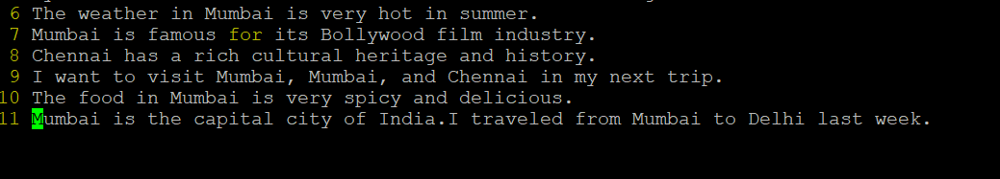 6 The weather in Mumbai is very hot in summer.
7 Mumbai is famous for its Bollywood film industry.
8 Chennai has a rich cultural heritage and history.
9 I want to visit Mumbai, Mumbai, and Chennai in my next trip.
10 The food in Mumbai is very spicy and delicious.
11 Mumbai is the capital city of India.I traveled from Mumbai to Delhi last week.